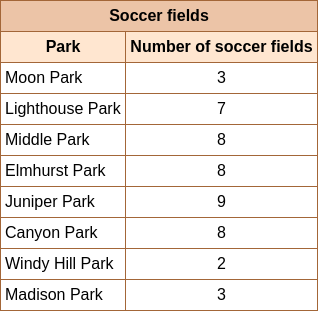 Soccer fields
Park Number of soccer fields
Moon Park 3
Lighthouse Park 7
Middle Park 8
Elmhurst Park 8
Juniper Park 9
Canyon Park 8
Windy Hill Park 2
Madison Park 3